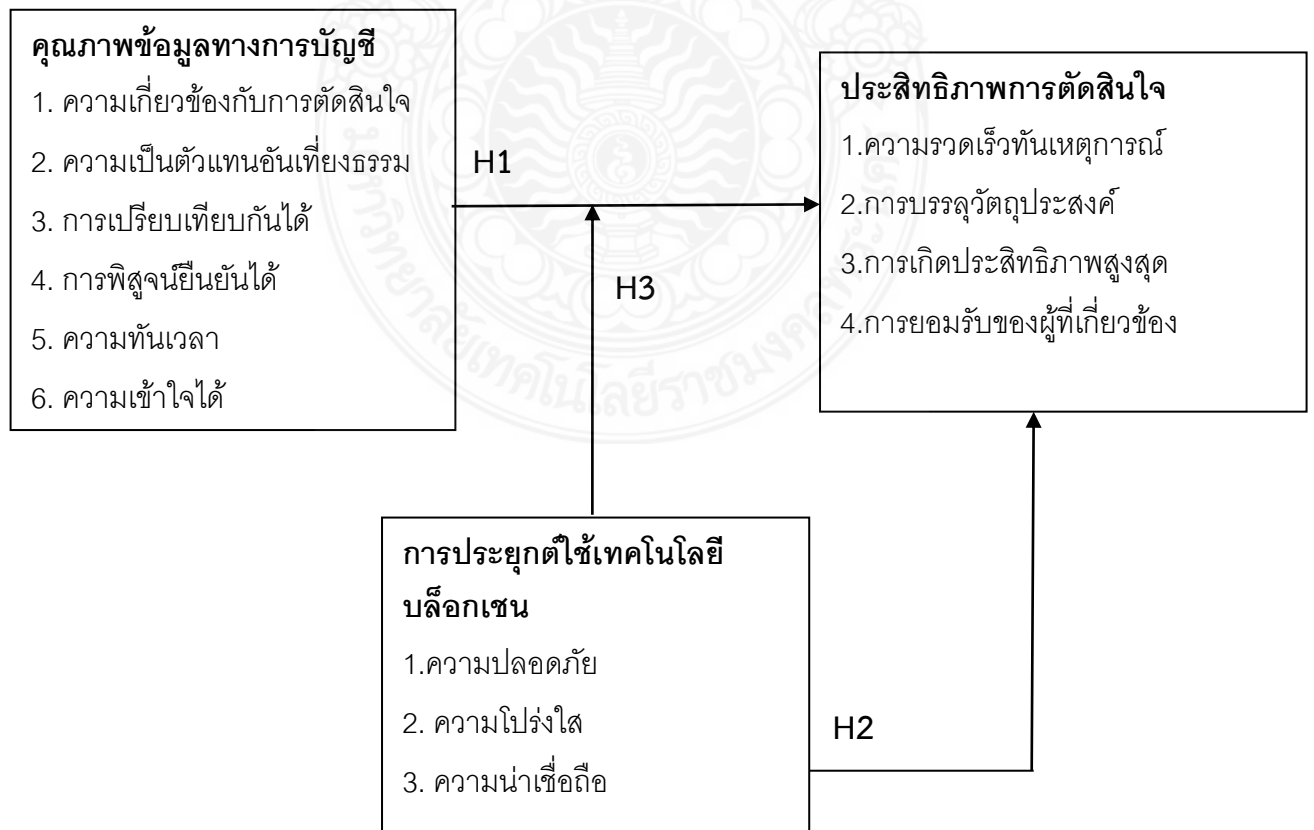 คุณภาพข้อมูลทางการบัญชี
1. ความเกี่ยวข้องกับการตัดสินใจ
2. ความเป็นตัวแทนอันเที่ยงธรรม
3. การเปรียบเทียบกันได้
4. การพิสูจน์ยืนยันได้
5. ความทันเวลา
6. ความเข้าใจได้
H1
ประสิทธิภาพการตัดสินใจ
1.ความรวดเร็วทันเหตุการณ์
2.การบรรลุวัตถุประสงค์
3.การเกิดประสิทธิภาพสูงสุด
4.การยอมรับของผู้ที่เกี่ยวข้อง
H3
การประยุกต์ใช้เทคโนโลยี
บล็อกเชน
1.ความปลอดภัย
2. ความโปร่งใส
3. ความน่าเชื่อถือ
H2